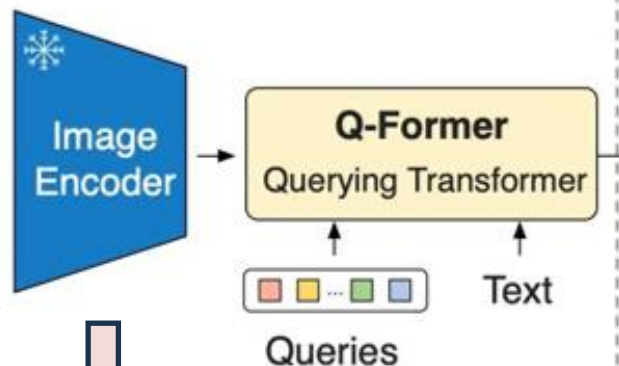 Image
Encoder
Q-Former
Querying Transformer
...
Text
Queries